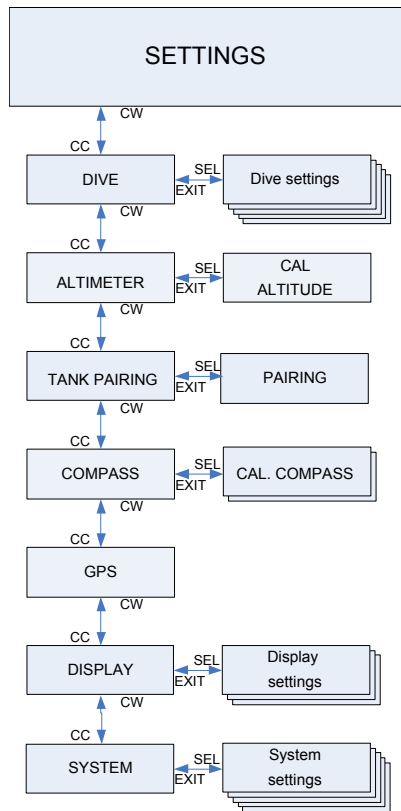 SETTINGS
CW
CC
DIVE
SEL
EXIT
Dive settings
CW
CC
ALTIMETER
SEL
EXIT
CAL
ALTITUDE
CW
CC
TANK PAIRING
SEL
EXIT
PAIRING
CW
CC
COMPASS
SEL
EXIT
CAL. COMPASS
CW
CC
GPS
CW
CC
DISPLAY
SEL
EXIT
Display
settings
CW
CC
SYSTEM
SEL
EXIT
System
settings